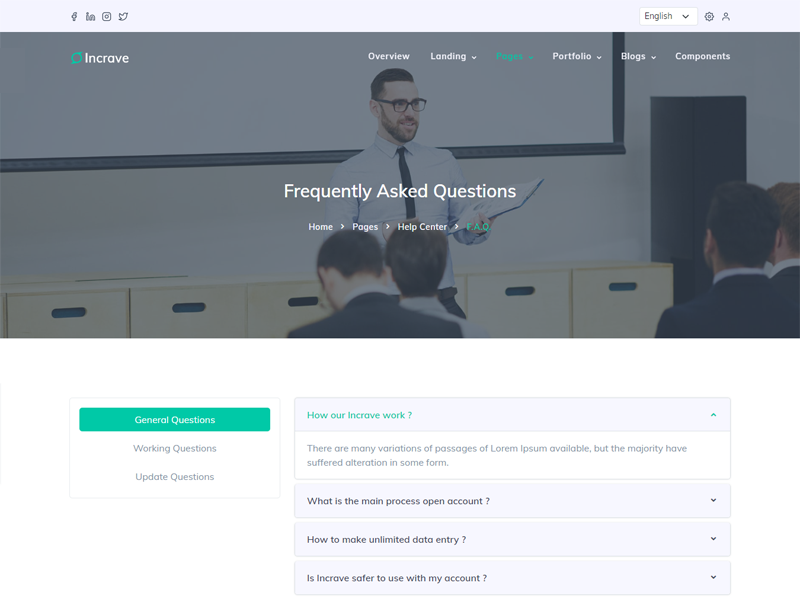 English
Incrave
Overview Landing Pages Portfolio Blogs Components
Frequently Asked Questions
Home Pages Help Center F.A.Q
General Questions
Working Questions
Update Questions
How our Incrave work ?
There are many variations of passages of Lorem Ipsum available, but the majority have
suffered alteration in some form.
What is the main process open account ?
How to make unlimited data entry ?
Is Incrave safer to use with my account ?